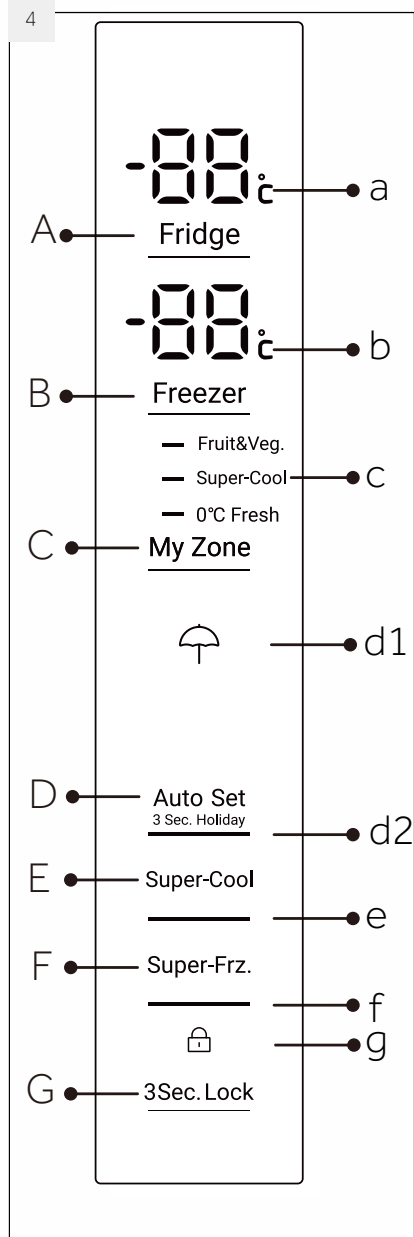 4
-88°c
a
A
Fridge
-88°c
b
B
Freezer
Fruit&Veg.
Super-Cool
c
0°C Fresh
C
My Zone
d1
D
Auto Set
3 Sec. Holiday
d2
E
Super-Cool
e
F
Super-Frz.
f
g
G
3Sec.Lock